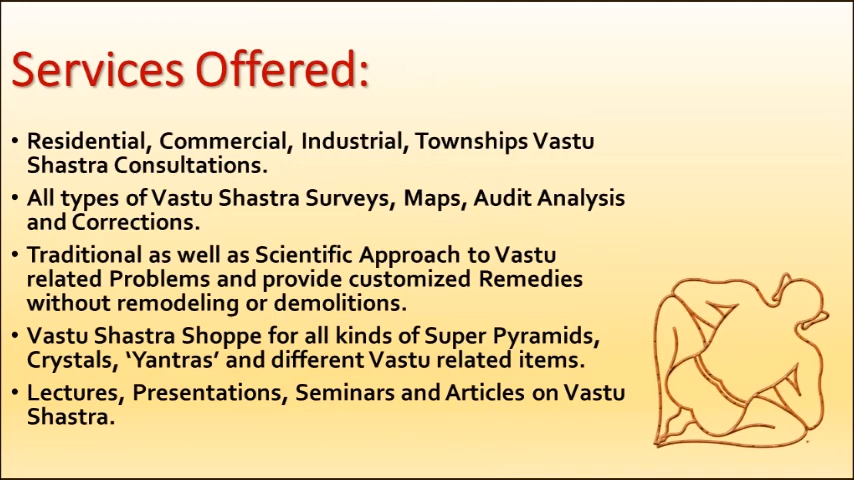 Services Offered:
• Residential, Commercial, Industrial, Townships Vastu
Shastra Consultations.
• All types of Vastu Shastra Surveys, Maps, Audit Analysis
and Corrections.
• Traditional as well as Scientific Approach to Vastu
related Problems and provide customized Remedies
without remodeling or demolitions.
• Vastu Shastra Shoppe for all kinds of Super Pyramids,
Crystals, ‘Yantras’ and different Vastu related items.
• Lectures, Presentations, Seminars and Articles on Vastu
Shastra.